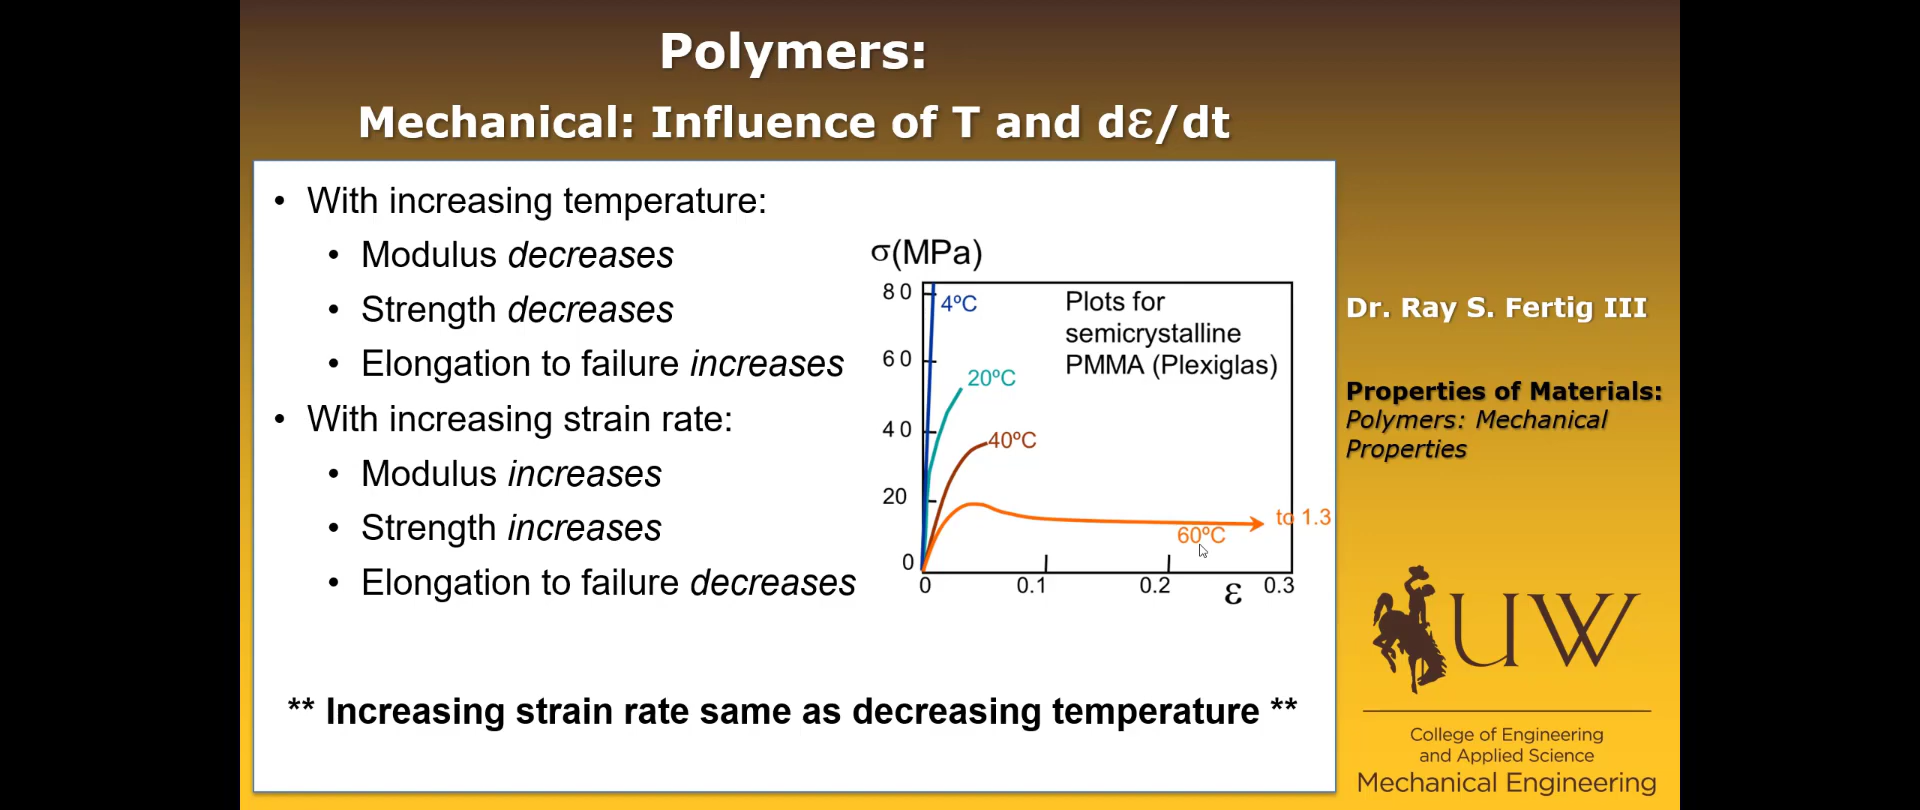 Polymers:
Mechanical: Influence of T and dε/dt
• With increasing temperature:
• Modulus decreases
• Strength decreases
• Elongation to failure increases
• With increasing strain rate:
• Modulus increases
• Strength increases
• Elongation to failure decreases
** Increasing strain rate same as decreasing temperature **
σ(MPa)
80
60
40
20
0
4ºC
20ºC
40ºC
60ºC
Plots for
semicrystalline
PMMA (Plexiglas)
to 1.3
0
0.1
0.2
ε
0.3
Dr. Ray S. Fertig III
Properties of Materials:
Polymers: Mechanical
Properties
UW
College of Engineering
and Applied Science
Mechanical Engineering